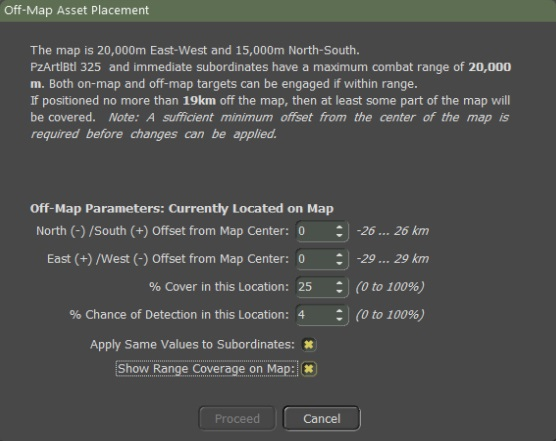 Off-Map Asset Placement
The map is 20,000m East-West and 15,000m North-South.
PzArtlBtl 325 and immediate subordinates have a maximum combat range of 20,000
m. Both on-map and off-map targets can be engaged if within range.
If positioned no more than 19km off the map, then at least some part of the map will
be covered. Note: A sufficient minimum offset from the center of the map is
required before changes can be applied.
Off-Map Parameters: Currently Located on Map
North (-) /South (+) Offset from Map Center: 0 -26 ... 26 km
East (+) /West (-) Offset from Map Center: 0 -29 ... 29 km
% Cover in this Location: 25 (0 to 100%)
% Chance of Detection in this Location: 4 (0 to 100%)
Apply Same Values to Subordinates:
Show Range Coverage on Map:
Proceed Cancel